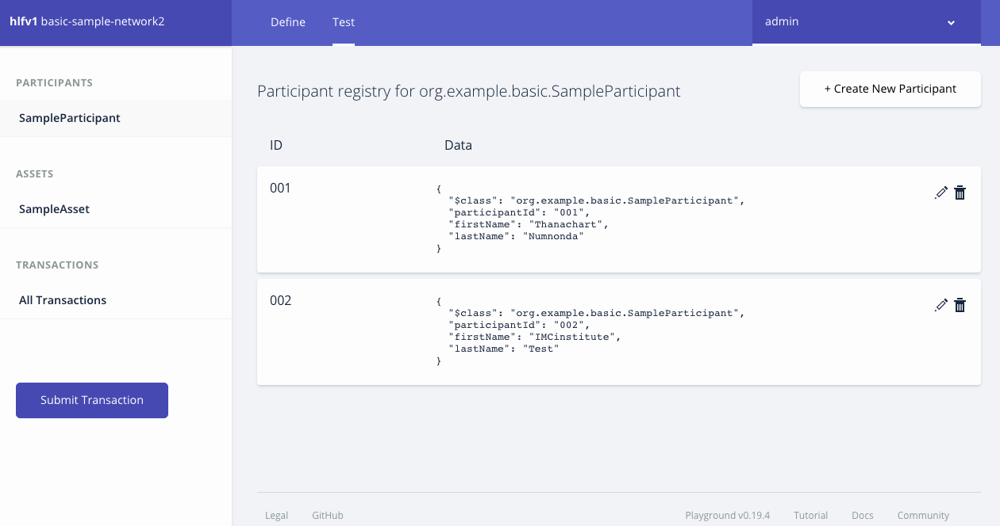 hlfv1 basic-sample-network2
Define
Test
admin
PARTICIPANTS
SampleParticipant
ASSETS
SampleAsset
TRANSACTIONS
All Transactions
Submit Transaction
Participant registry for org.example.basic.SampleParticipant
+ Create New Participant
ID
Data
001
{
  "$class": "org.example.basic.SampleParticipant",
  "participantId": "001",
  "firstName": "Thanachart",
  "lastName": "Numnonda"
}
002
{
  "$class": "org.example.basic.SampleParticipant",
  "participantId": "002",
  "firstName": "IMCinstitute",
  "lastName": "Test"
}
Legal
GitHub
Playground v0.19.4
Tutorial
Docs
Community